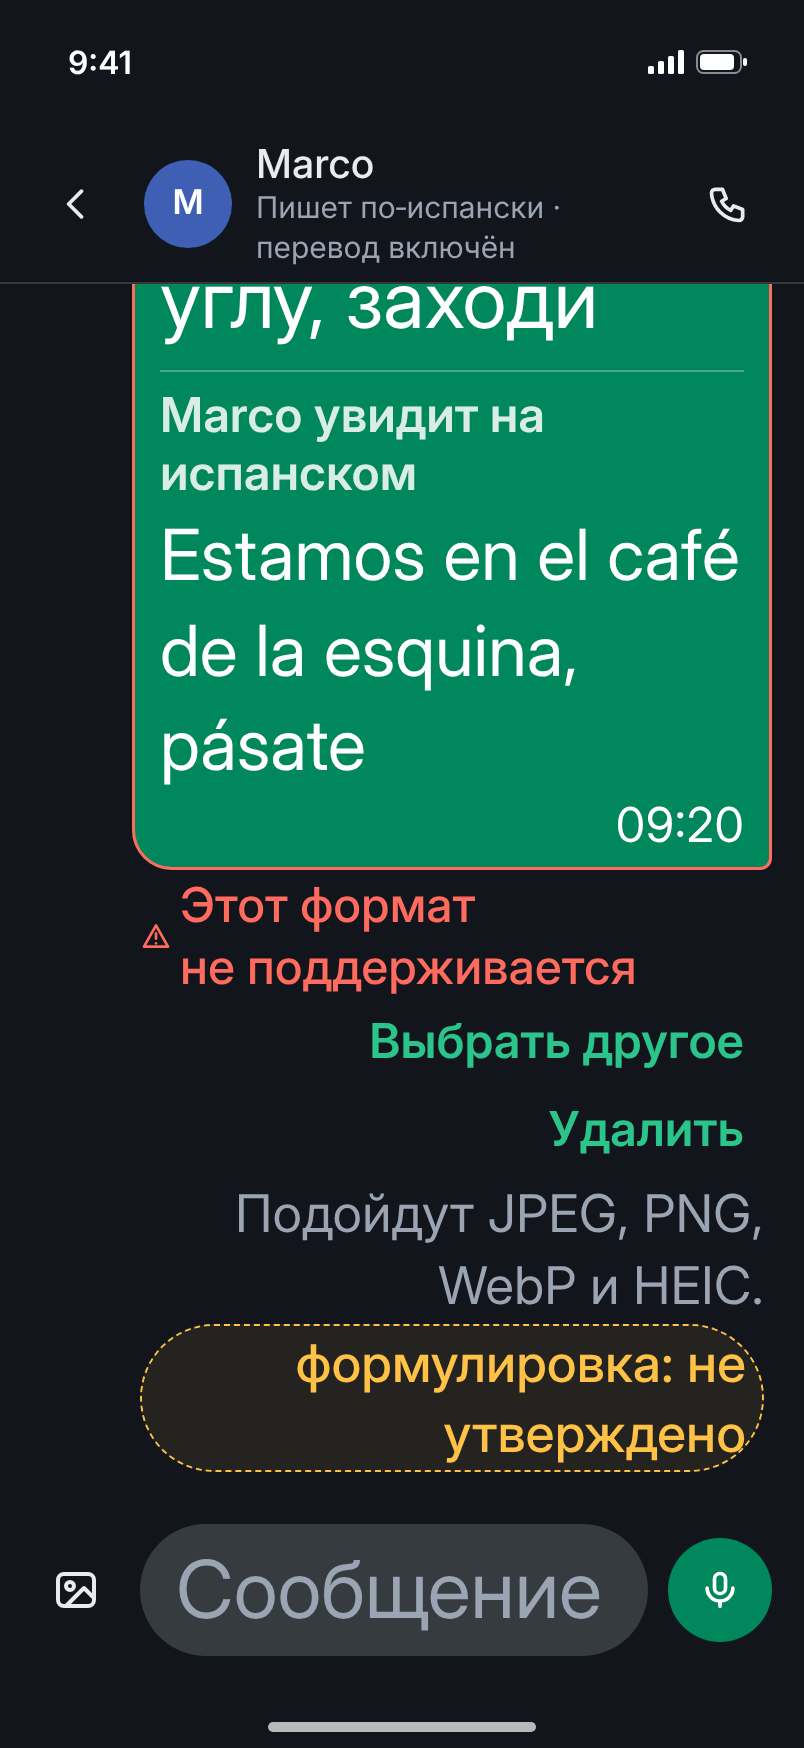 9:41
M
Marco
Пишет по-испански ·
перевод включён
углу, заходи
Marco увидит на
испанском
Estamos en el café
de la esquina,
pásate
09:20
Этот формат
не поддерживается
Выбрать другое
Удалить
Подойдут JPEG, PNG,
WebP и HEIC.
формулировка: не
утверждено
Сообщение